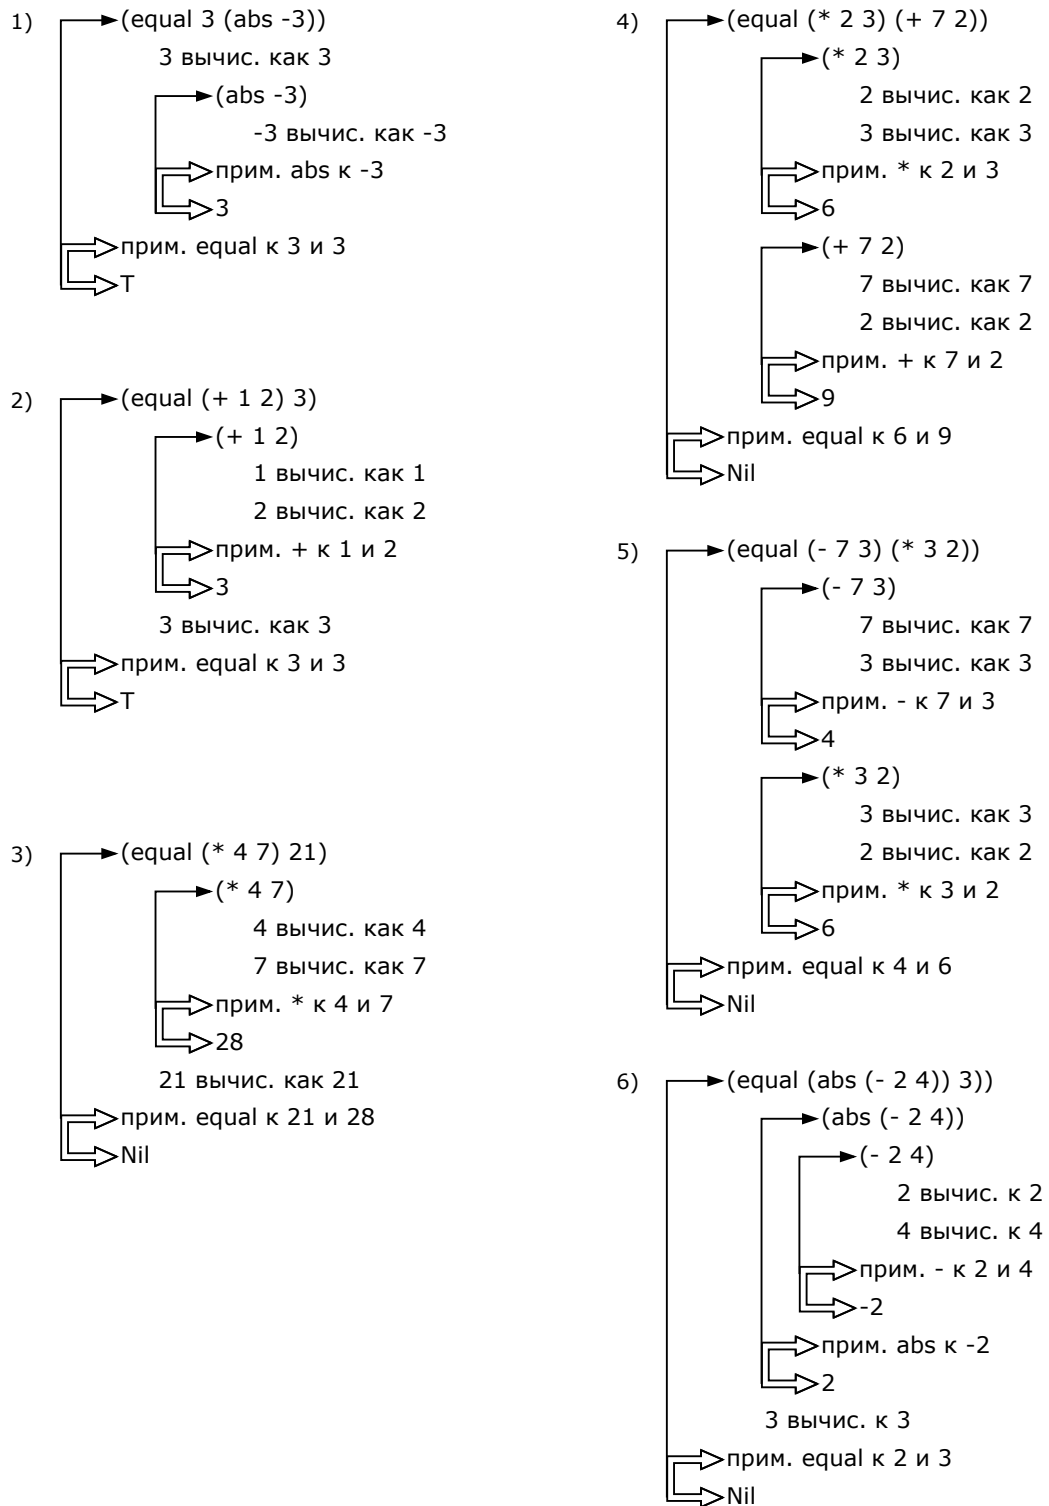 1) (equal 3 (abs -3))
3 вычис. как 3
(abs -3)
-3 вычис. как -3
прим. abs к -3
3
прим. equal к 3 и 3
T
2) (equal (+ 1 2) 3)
(+ 1 2)
1 вычис. как 1
2 вычис. как 2
прим. + к 1 и 2
3
3 вычис. как 3
прим. equal к 3 и 3
T
3) (equal (* 4 7) 21)
(* 4 7)
4 вычис. как 4
7 вычис. как 7
прим. * к 4 и 7
28
21 вычис. как 21
прим. equal к 21 и 28
Nil
4) (equal (* 2 3) (+ 7 2))
(* 2 3)
2 вычис. как 2
3 вычис. как 3
прим. * к 2 и 3
6
(+ 7 2)
7 вычис. как 7
2 вычис. как 2
прим. + к 7 и 2
9
прим. equal к 6 и 9
Nil
5) (equal (- 7 3) (* 3 2))
(- 7 3)
7 вычис. как 7
3 вычис. как 3
прим. - к 7 и 3
4
(* 3 2)
3 вычис. как 3
2 вычис. как 2
прим. * к 3 и 2
6
прим. equal к 4 и 6
Nil
6) (equal (abs (- 2 4)) 3))
(abs (- 2 4))
(- 2 4)
2 вычис. к 2
4 вычис. к 4
прим. - к 2 и 4
-2
прим. abs к -2
2
3 вычис. к 3
прим. equal к 2 и 3
Nil